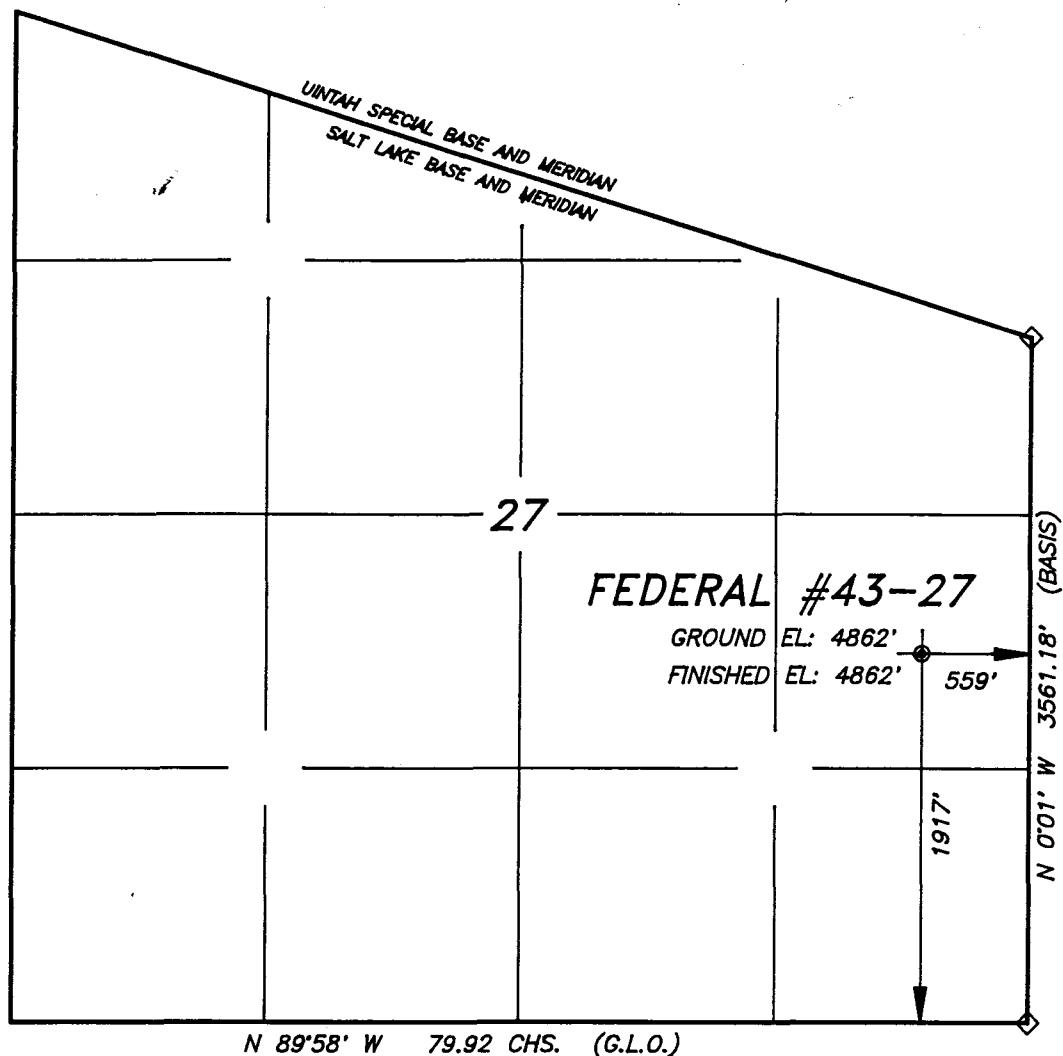 UINTAH SPECIAL BASE AND MERIDIAN
SALT LAKE BASE AND MERIDIAN
27
FEDERAL #43-27
GROUND EL: 4862'
FINISHED EL: 4862'
559'
1917'
N 0°01' W 3561.18' (BASIS)
N 89°58' W 79.92 CHS. (G.L.O.)